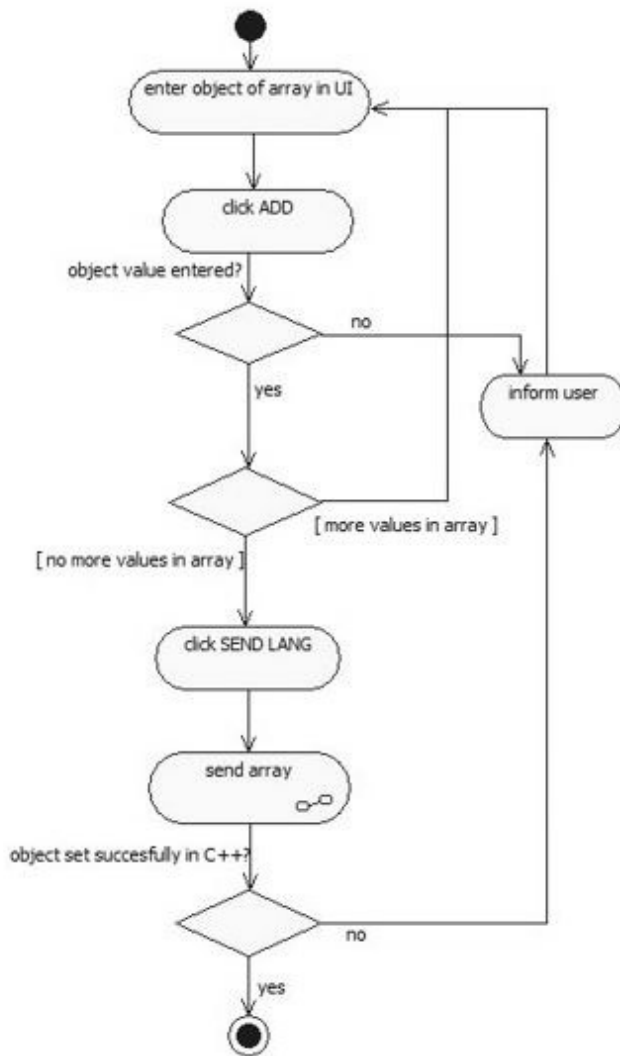 enter object of array in UI
click ADD
object value entered?
no
yes
inform user
[ more values in array ]
[ no more values in array ]
click SEND LANG
send array
object set succesfully in C++?
no
yes